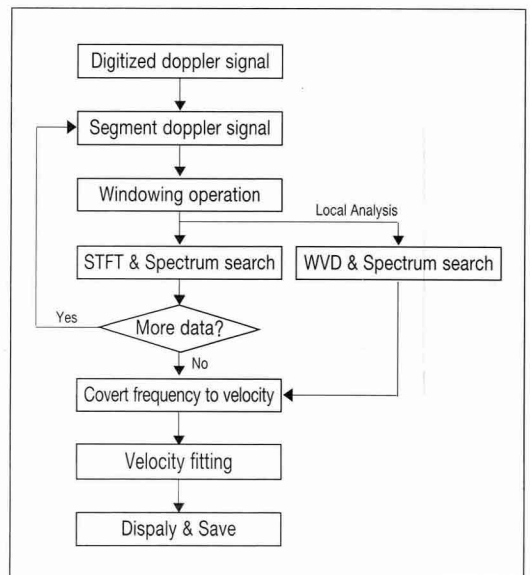 Digitized doppler signal
Segment doppler signal
Windowing operation
Local Analysis
STFT & Spectrum search
WVD & Spectrum search
Yes
More data?
No
Covert frequency to velocity
Velocity fitting
Dispaly & Save